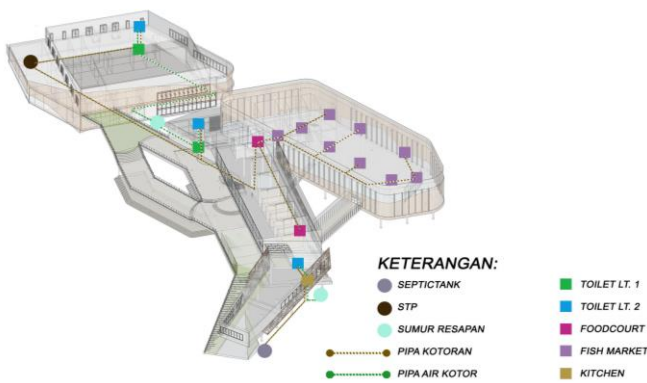 KETERANGAN:
SEPTICTANK
STP
SUMUR RESAPAN
PIPA KOTORAN
PIPA AIR KOTOR
TOILET LT. 1
TOILET LT. 2
FOODCOURT
FISH MARKET
KITCHEN